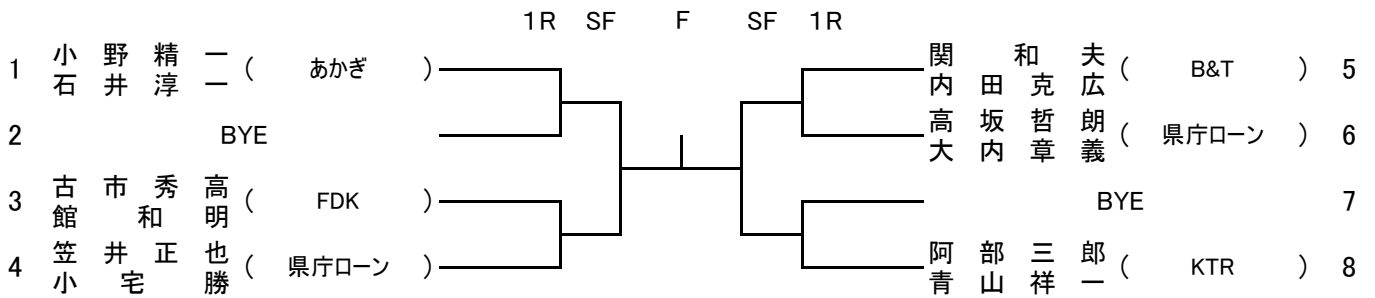 1R SF F SF 1R
1 小野精一 ( あかぎ )
石井淳一
2 BYE
3 古市秀高 ( FDK )
館和明
4 笠井正也 ( 県庁ローン )
小宅勝
関和夫 ( B&T ) 5
内田克広
高坂哲朗 ( 県庁ローン ) 6
大内章義
BYE 7
阿部三郎 ( KTR ) 8
青山祥一